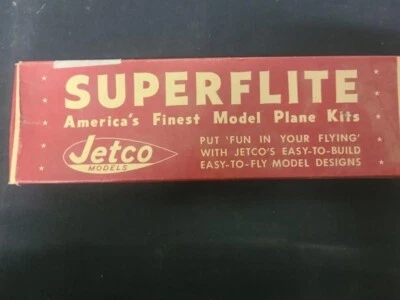 SUPERFLITE
America's Finest Model Plane Kits
Jetco
MODELS
PUT 'FUN IN YOUR FLYING'
WITH JETCO'S EASY-TO-BUILD
EASY-TO-FLY MODEL DESIGNS